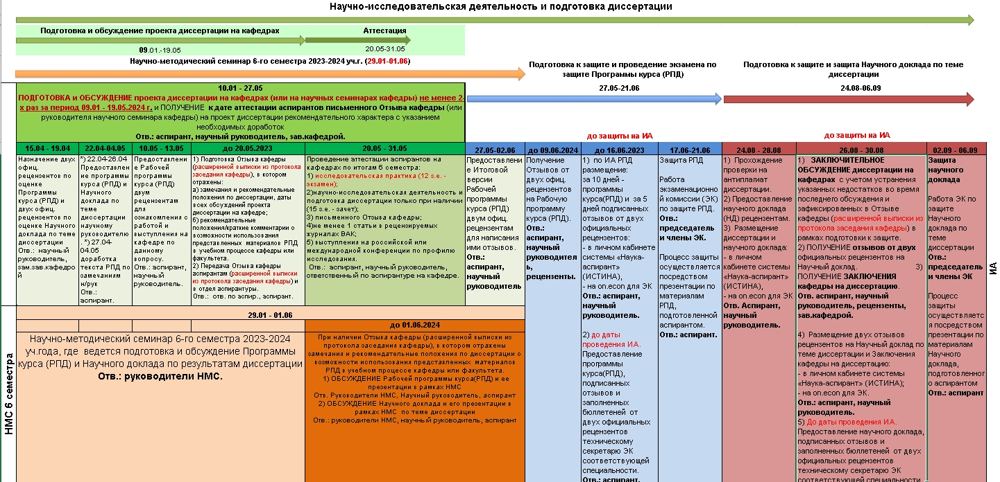 Научно-исследовательская деятельность и подготовка диссертации
Подготовка и обсуждение проекта диссертации на кафедрах
Аттестация
09.01.-19.05
20.05-31.05
Научно-методический семинар 6-го семестра 2023-2024 уч.г. (29.01-01.06)
Подготовка к защите и проведение экзамена по
защите Программы курса (РПД)
27.05-21.06
Подготовка к защите и защита Научного доклада по теме
диссертации
24.08-06.09
10.01 - 27.05
ПОДГОТОВКА и ОБСУЖДЕНИЕ проекта диссертации на кафедрах (или на научных семинарах кафедры) не менее 2-
х раз за период 09.01 - 19.05.2024 г. и ПОЛУЧЕНИЕ к дате аттестации аспирантов письменного Отзыва кафедры (или
руководителя научного семинара кафедры) на проект диссертации рекомендательного характера с указанием
необходимых доработок
Отв.: аспирант, научный руководитель, зав.кафедрой.
до защиты на ИА
до защиты на ИА
15.04 - 19.04
Назначение двух
офиц.
рецензентов по
оценке
Программы
курса (РПД) и
двух офиц.
рецензентов по
оценке Научного
доклада по теме
диссертации
Отв.: научный
руководитель,
зам.зав.кафедро
й
22.04-04.05
*) 22.04-26.04
Предоставлен
ие программы
курса (РПД) и
Научного
доклада по
теме
диссертации
научному
руководителю
. *) 27.04-
04.05
доработка
текста РПД по
замечаниям
н/рук
Отв.:
аспирант.
10.05 - 13.05
Предоставлени
е Рабочей
программы
курса (РПД)
двум
рецензентам
для
ознакомления с
работой и
выступления на
кафедре по
данному
вопросу.
Отв.: аспирант,
научный
руководитель.
до 20.05.2023
1) Подготовка Отзыва кафедры
(расширенной выписки из протокола
заседания кафедры), в котором
отражены:
а) замечания и рекомендательные
положения по диссертации, даты
всех обсуждений проекта
диссертации на кафедре;
б) рекомендательные
положения/краткие комментарии о
возможности использования
представленных материалов РПД
в учебном процессе кафедры или
факультета.
2) Передача Отзыва кафедры
аспирантам (расширенной выписки
из протокола заседания кафедры) и
в отдел аспирантуры.
Отв.: отв. по аспир., аспирант.
20.05 - 31.05
Проведение аттестации аспирантов на
кафедрах по итогам 6 семестра:
1) исследовательская практика (12 з.е. -
экзамен);
2)научно-исследовательская деятельность и
подготовка диссертации только при наличии
(15 з.е. - зачет);
3) письменного Отзыва кафедры;
4)не менее 1 статьи в рецензируемых
журналах ВАК;
5) выступления на российской или
международной конференции по профилю
исследования.
Отв.: аспирант, научный руководитель,
ответственный по аспирантуре на кафедре.
27.05-02.06
Предоставлени
е Итоговой
версии
Рабочей
программы
курса (РПД)
двум офиц.
рецензентам
для написания
ими отзывов.
Отв.:
аспирант,
научный
руководитель
до 09.06.2024
Получение
Отзывов от
двух офиц.
рецензентов
на Рабочую
программу
курса (РПД).
Отв.:
аспирант,
научный
руководител
ь,
рецензенты.
до 16.06.2023
1) по ИА РПД
размещение:
за 10 дней -
программы
курса(РПД) и за 5
дней подписанных
отзывов от двух
официальных
рецензентов:
- в личном кабинете
системы «Наука-
аспирант»
(ИСТИНА),
- на on.econ для ЭК
Отв.: аспирант,
научный
руководитель.
2) до даты
проведения ИА.
Предоставление
программы
курса(РПД),
подписанных
отзывов и
заполненных
бюллетеней от
двух официальных
рецензентов
техническому
секретарю ЭК
соответствующей
специальности.
Отв.: аспирант,
17.06-21.06
Защита РПД
Работа
экзаменационно
й комиссии (ЭК)
по защите РПД.
Отв.:
председатель
и члены ЭК.
Процесс защиты
осуществляется
посредством
презентации по
материалам
РПД,
подготовленной
аспирантом.
Отв.: аспирант.
24.08 - 28.08
1) Прохождение
проверки на
антиплагиат
диссертации.
2) Предоставление
научного доклада
(НД) рецензентам.
3) Размещение
диссертации и
научного доклада:
- в личном
кабинете системы
«Наука-аспирант»
(ИСТИНА),
- на on.econ для ЭК
Отв. Аспирант,
научный
руководитель.
26.08 - 30.08
1) ЗАКЛЮЧИТЕЛЬНОЕ
ОБСУЖДЕНИЕ диссертации на
кафедрах с учетом устранения
указанных недостатков во время
последнего обсуждения и
зафиксированных в Отзыве
кафедры (расширенной выписки из
протокола заседания кафедры) в
рамках подготовки к защите.
2) ПОЛУЧЕНИЕ отзывов от двух
официальных рецензентов на
Научный доклад. 3)
ПОЛУЧЕНИЕ ЗАКЛЮЧЕНИЯ
кафедры на диссертацию.
Отв. аспирант, научный
руководитель, рецензенты,
зав.кафедрой.
4) Размещение двух отзывов
рецензентов на Научный доклад по
теме диссертации и Заключения
кафедры на диссертацию:
- в личном кабинете системы
«Наука-аспирант» (ИСТИНА);
- на on.econ для ЭК.
Отв.: аспирант, научный
руководитель.
5) До даты проведения ИА.
Предоставление научного доклада,
подписанных отзывов и
заполненных бюллетеней от двух
официальных рецензентов
техническому секретарю ЭК
соответствующей специальности
02.09 - 06.09
Защита
научного
доклада
Работа ЭК по
защите
Научного
доклада по
теме
диссертации
Отв.:
председатель
и члены ЭК
Процесс
защиты
осуществляетс
я посредством
презентации по
материалам
Научного
доклада,
подготовленног
о аспирантом
Отв.: аспирант
ИА
НМС 6 семестра
29.01 - 01.06
Научно-методический семинар 6-го семестра 2023-2024
уч.года, где ведется подготовка и обсуждение Программы
курса (РПД) и Научного доклада по результатам диссертации
Отв.: руководители НМС.
до 01.06.2024
При наличии Отзыва кафедры (расширенной выписки из
протокола заседания кафедры), в котором отражены
замечания и рекомендательные положения по диссертации о
возможности использования представленных материалов
РПД в учебном процессе кафедры или факультета.
1) ОБСУЖДЕНИЕ Рабочей программы курса(РПД) и ее
презентации в рамках НМС
Отв. Руководители НМС, Научный руководитель, аспирант
2) ОБСУЖДЕНИЕ Научного доклада и его презентации в
рамках НМС по теме диссертации
Отв.: руководители НМС, научный руководитель, аспирант